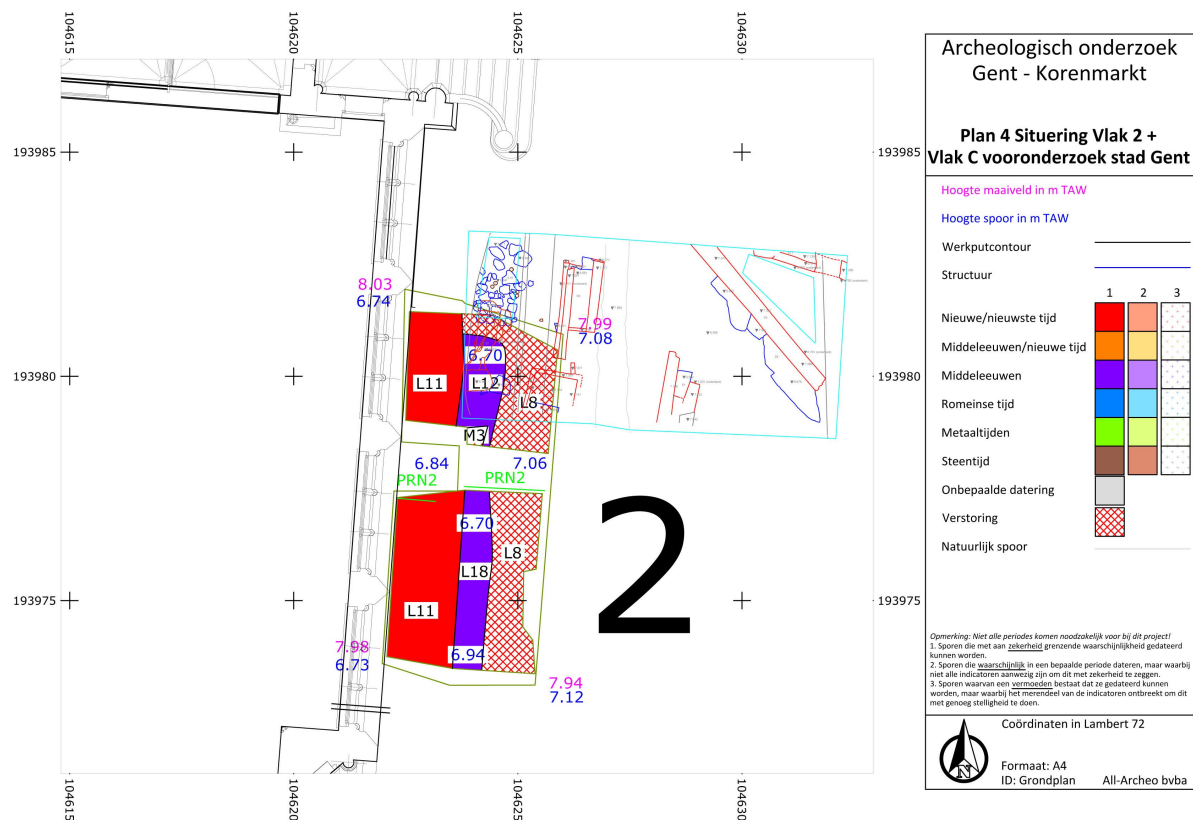 104615
104620
104625
104630
193985
193985
8.03
6.74
7.99
7.08
6.70
193980
193980
L11
L12
L8
M3
6.84
7.06
PRN2
PRN2
6.70
L8
L18
2
193975
193975
L11
7.98
6.73
6.94
7.94
7.12
104615
104620
104625
104630
Archeologisch onderzoek
Gent - Korenmarkt
Plan 4 Situering Vlak 2 +
Vlak C vooronderzoek stad Gent
Hoogte maaiveld in m TAW
Hoogte spoor in m TAW
Werkputcontour
Structuur
1 2 3
Nieuwe/nieuwste tijd
Middeleeuwen/nieuwe tijd
Middeleeuwen
Romeinse tijd
Metaaltijden
Steentijd
Onbepaalde datering
Verstoring
Natuurlijk spoor
Opmerking: Niet alle periodes komen noodzakelijk voor bij dit project!
1. Sporen die met aan zekerheid grenzende waarschijnlijkheid gedateerd
kunnen worden.
2. Sporen die waarschijnlijk in een bepaalde periode dateren, maar waarbij
niet alle indicatoren aanwezig zijn om dit met zekerheid te zeggen.
3. Sporen waarvan een vermoeden bestaat dat ze gedateerd kunnen
worden, maar waarbij het merendeel van de indicatoren ontbreekt om dit
met genoeg stelligheid te doen.
Coördinaten in Lambert 72
N
Formaat: A4
ID: Grondplan All-Archeo bvba